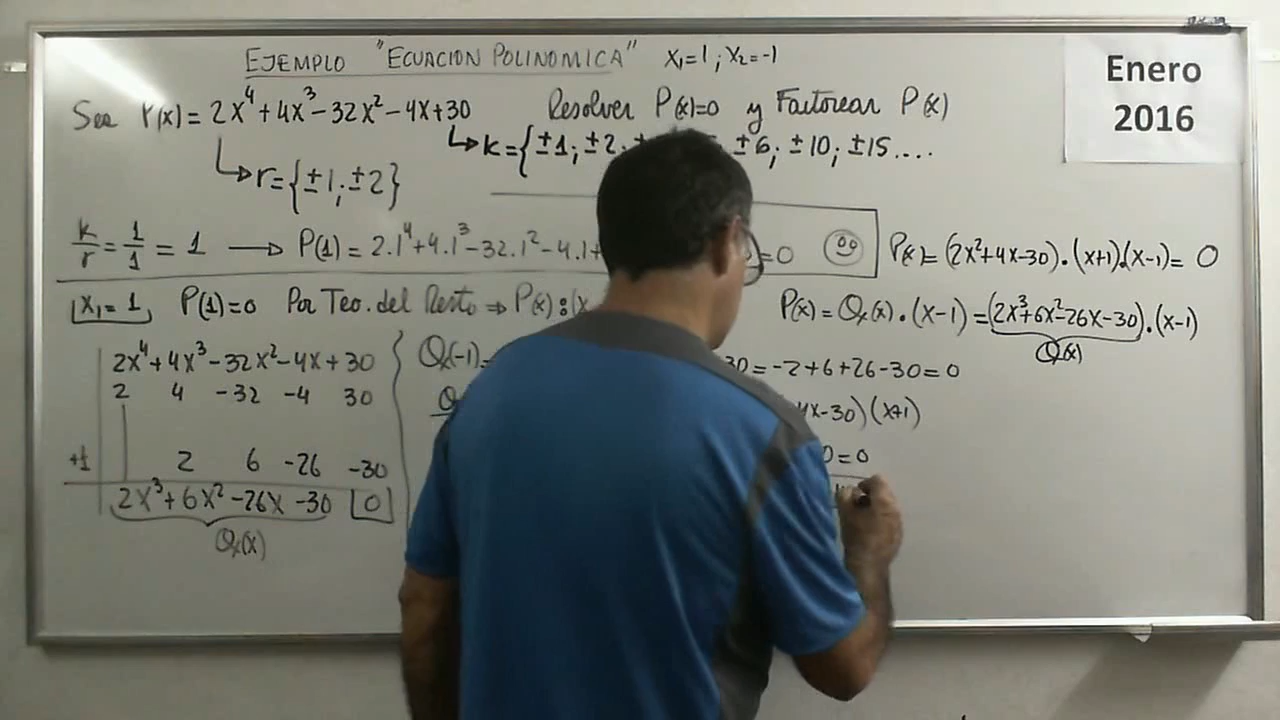 EJEMPLO "ECUACION POLINOMICA" X₁=1 ; X₂=-1
Enero
2016
Sea P(x) = 2X⁴+4X³-32X²-4X+30 Resolver P(x)=0 y Factorear P(x)
↳ k={±1; ±2; ±6; ±10; ±15 ....
↳ r={±1; ±2}
k/r = 1/1 = 1 → P(1) = 2.1⁴+4.1³-32.1²-4.1+ =0
P(x)=(2x²+4x-30).(x+1).(x-1)= 0
X₁=1 P(1)=0 Por Teo. del Resto ⇒ P(x) : (x
P(x) = Q(x).(x-1) = (2x³+6x²-26x-30).(x-1)
Q(x)
2X⁴+4X³-32X²-4X+30
2 4 -32 -4 30
+1 2 6 -26 -30
2X³+6X²-26X-30 0
Q(x)
Q(-1)= 30=-2+6+26-30=0
4x-30)(x+1)
0=0